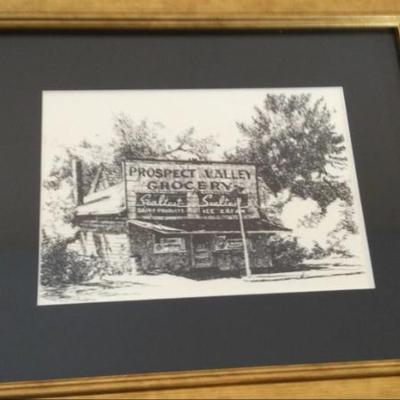 PROSPECT VALLEY
GROCERY
Sealtest Sealtest
DAIRY PRODUCTS ICE CREAM